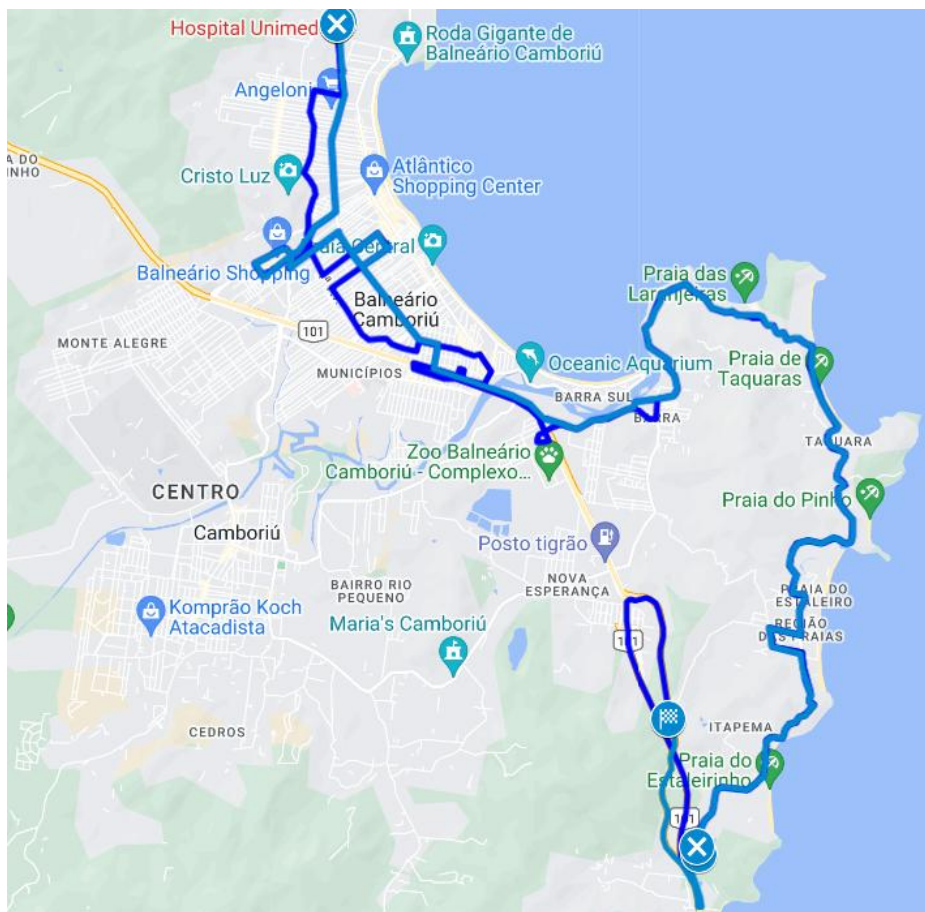 Hospital Unimed
Roda Gigante de
Balneário Camboriú
Angeloni
Cristo Luz
Atlântico
Shopping Center
Central
Balneário Shopping
Balneário
Camboriú
Praia das
Laranjeiras
101
MONTE ALEGRE
MUNICÍPIOS
Oceanic Aquarium
Praia de
Taquaras
BARRA SUL
BARRA
TAQUARA
Zoo Balneário
Camboriú - Complexo...
CENTRO
Camboriú
Praia do Pinho
Posto tigrão
NOVA
ESPERANÇA
BAIRRO RIO
PEQUENO
PRAIA DO
ESTALEIRO
REGIÃO
DAS PRAIAS
Komprão Koch
Atacadista
Maria's Camboriú
101
CEDROS
ITAPEMA
Praia do
Estaleirinho
101